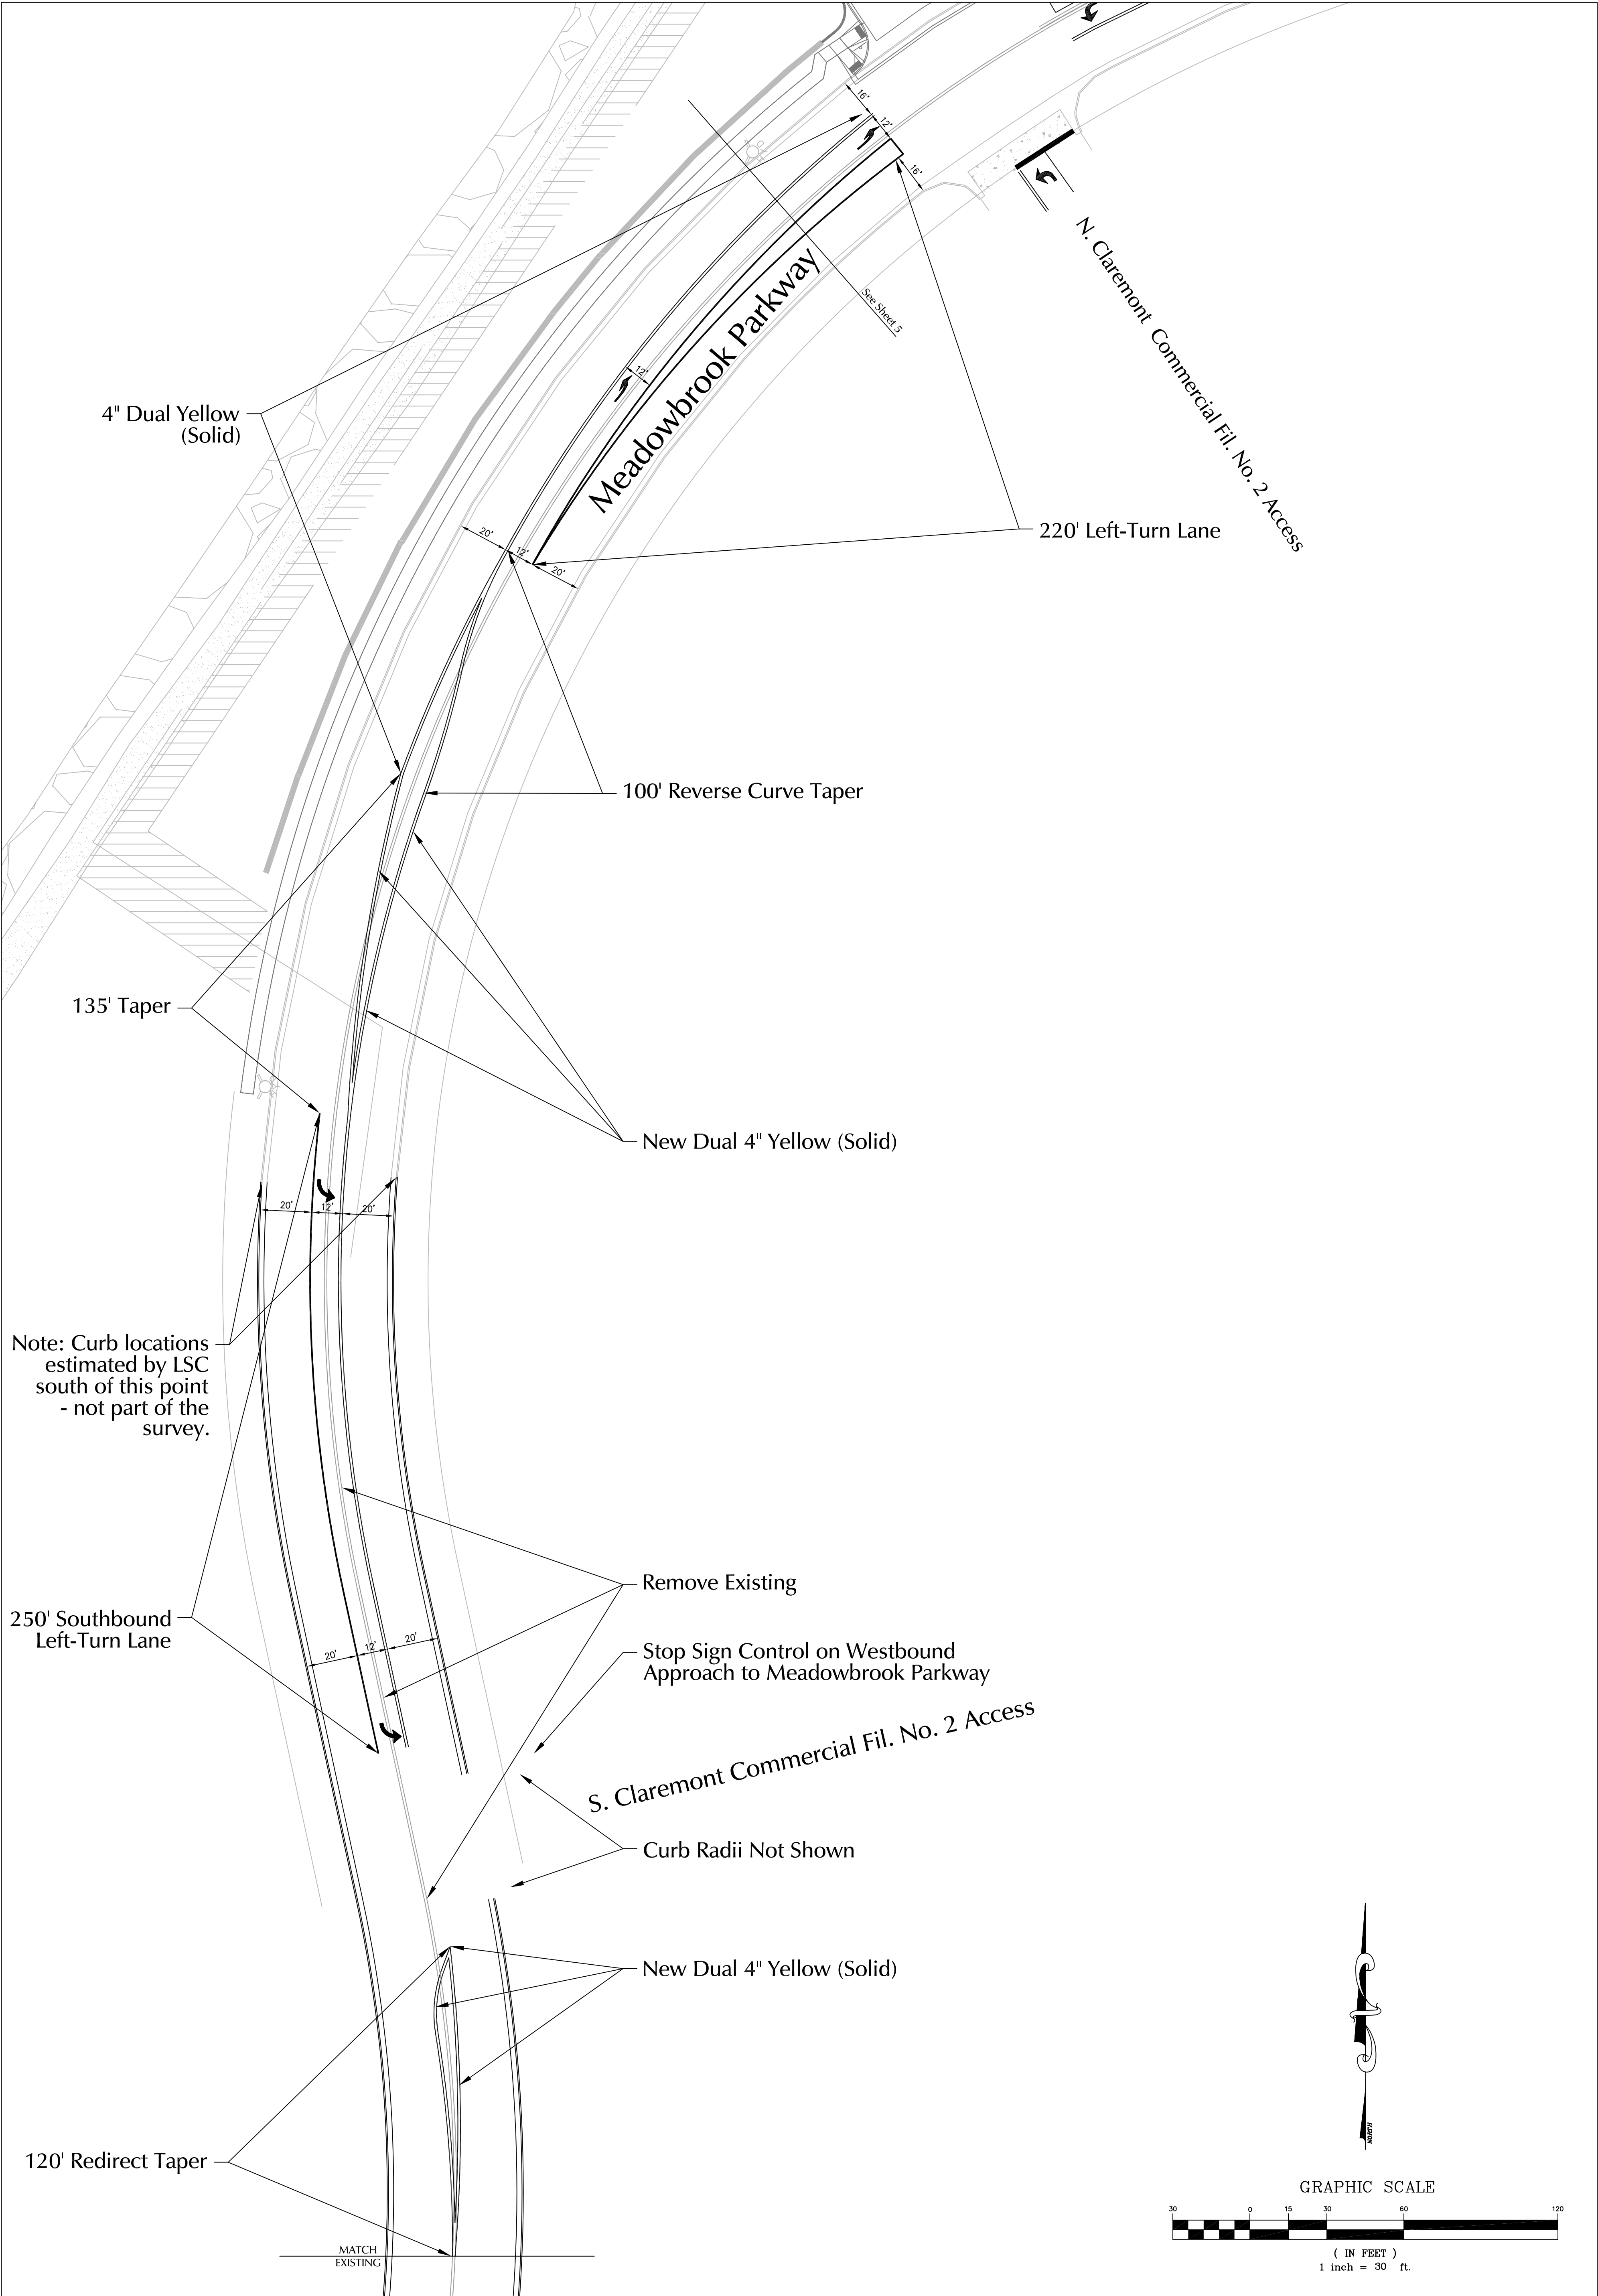 16'
12'
16'
N. Claremont Commercial Fil. No. 2 Access
See Sheet 5
Meadowbrook Parkway
12'
4" Dual Yellow
(Solid)
220' Left-Turn Lane
20'
12'
20'
100' Reverse Curve Taper
135' Taper
New Dual 4" Yellow (Solid)
20'
12'
20'
Note: Curb locations
estimated by LSC
south of this point
- not part of the
survey.
Remove Existing
250' Southbound
Left-Turn Lane
20'
12'
20'
Stop Sign Control on Westbound
Approach to Meadowbrook Parkway
S. Claremont Commercial Fil. No. 2 Access
Curb Radii Not Shown
New Dual 4" Yellow (Solid)
120' Redirect Taper
MATCH
EXISTING
NORTH
GRAPHIC SCALE
30 0 15 30 60 120
( IN FEET )
1 inch = 30 ft.